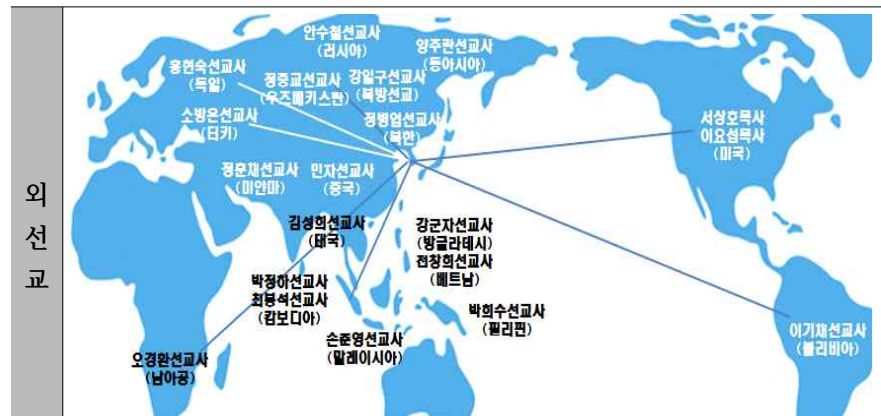 외
선
교
안수철선교사
(러시아)
양주란선교사
(동아시아)
홍현숙선교사
(독일)
정중교선교사
(우즈베키스탄)
강일구선교사
(북방선교)
소방은선교사
(터키)
정병업선교사
(북한)
서상호목사
이요섭목사
(미국)
정훈채선교사
(미얀마)
민자선교사
(중국)
김성희선교사
(태국)
강군자선교사
(방글라데시)
전창희선교사
(베트남)
박정아선교사
최봉석선교사
(캄보디아)
박희수선교사
(필리핀)
손준영선교사
(말레이시아)
이기채선교사
(볼리비아)
오경환선교사
(남아공)